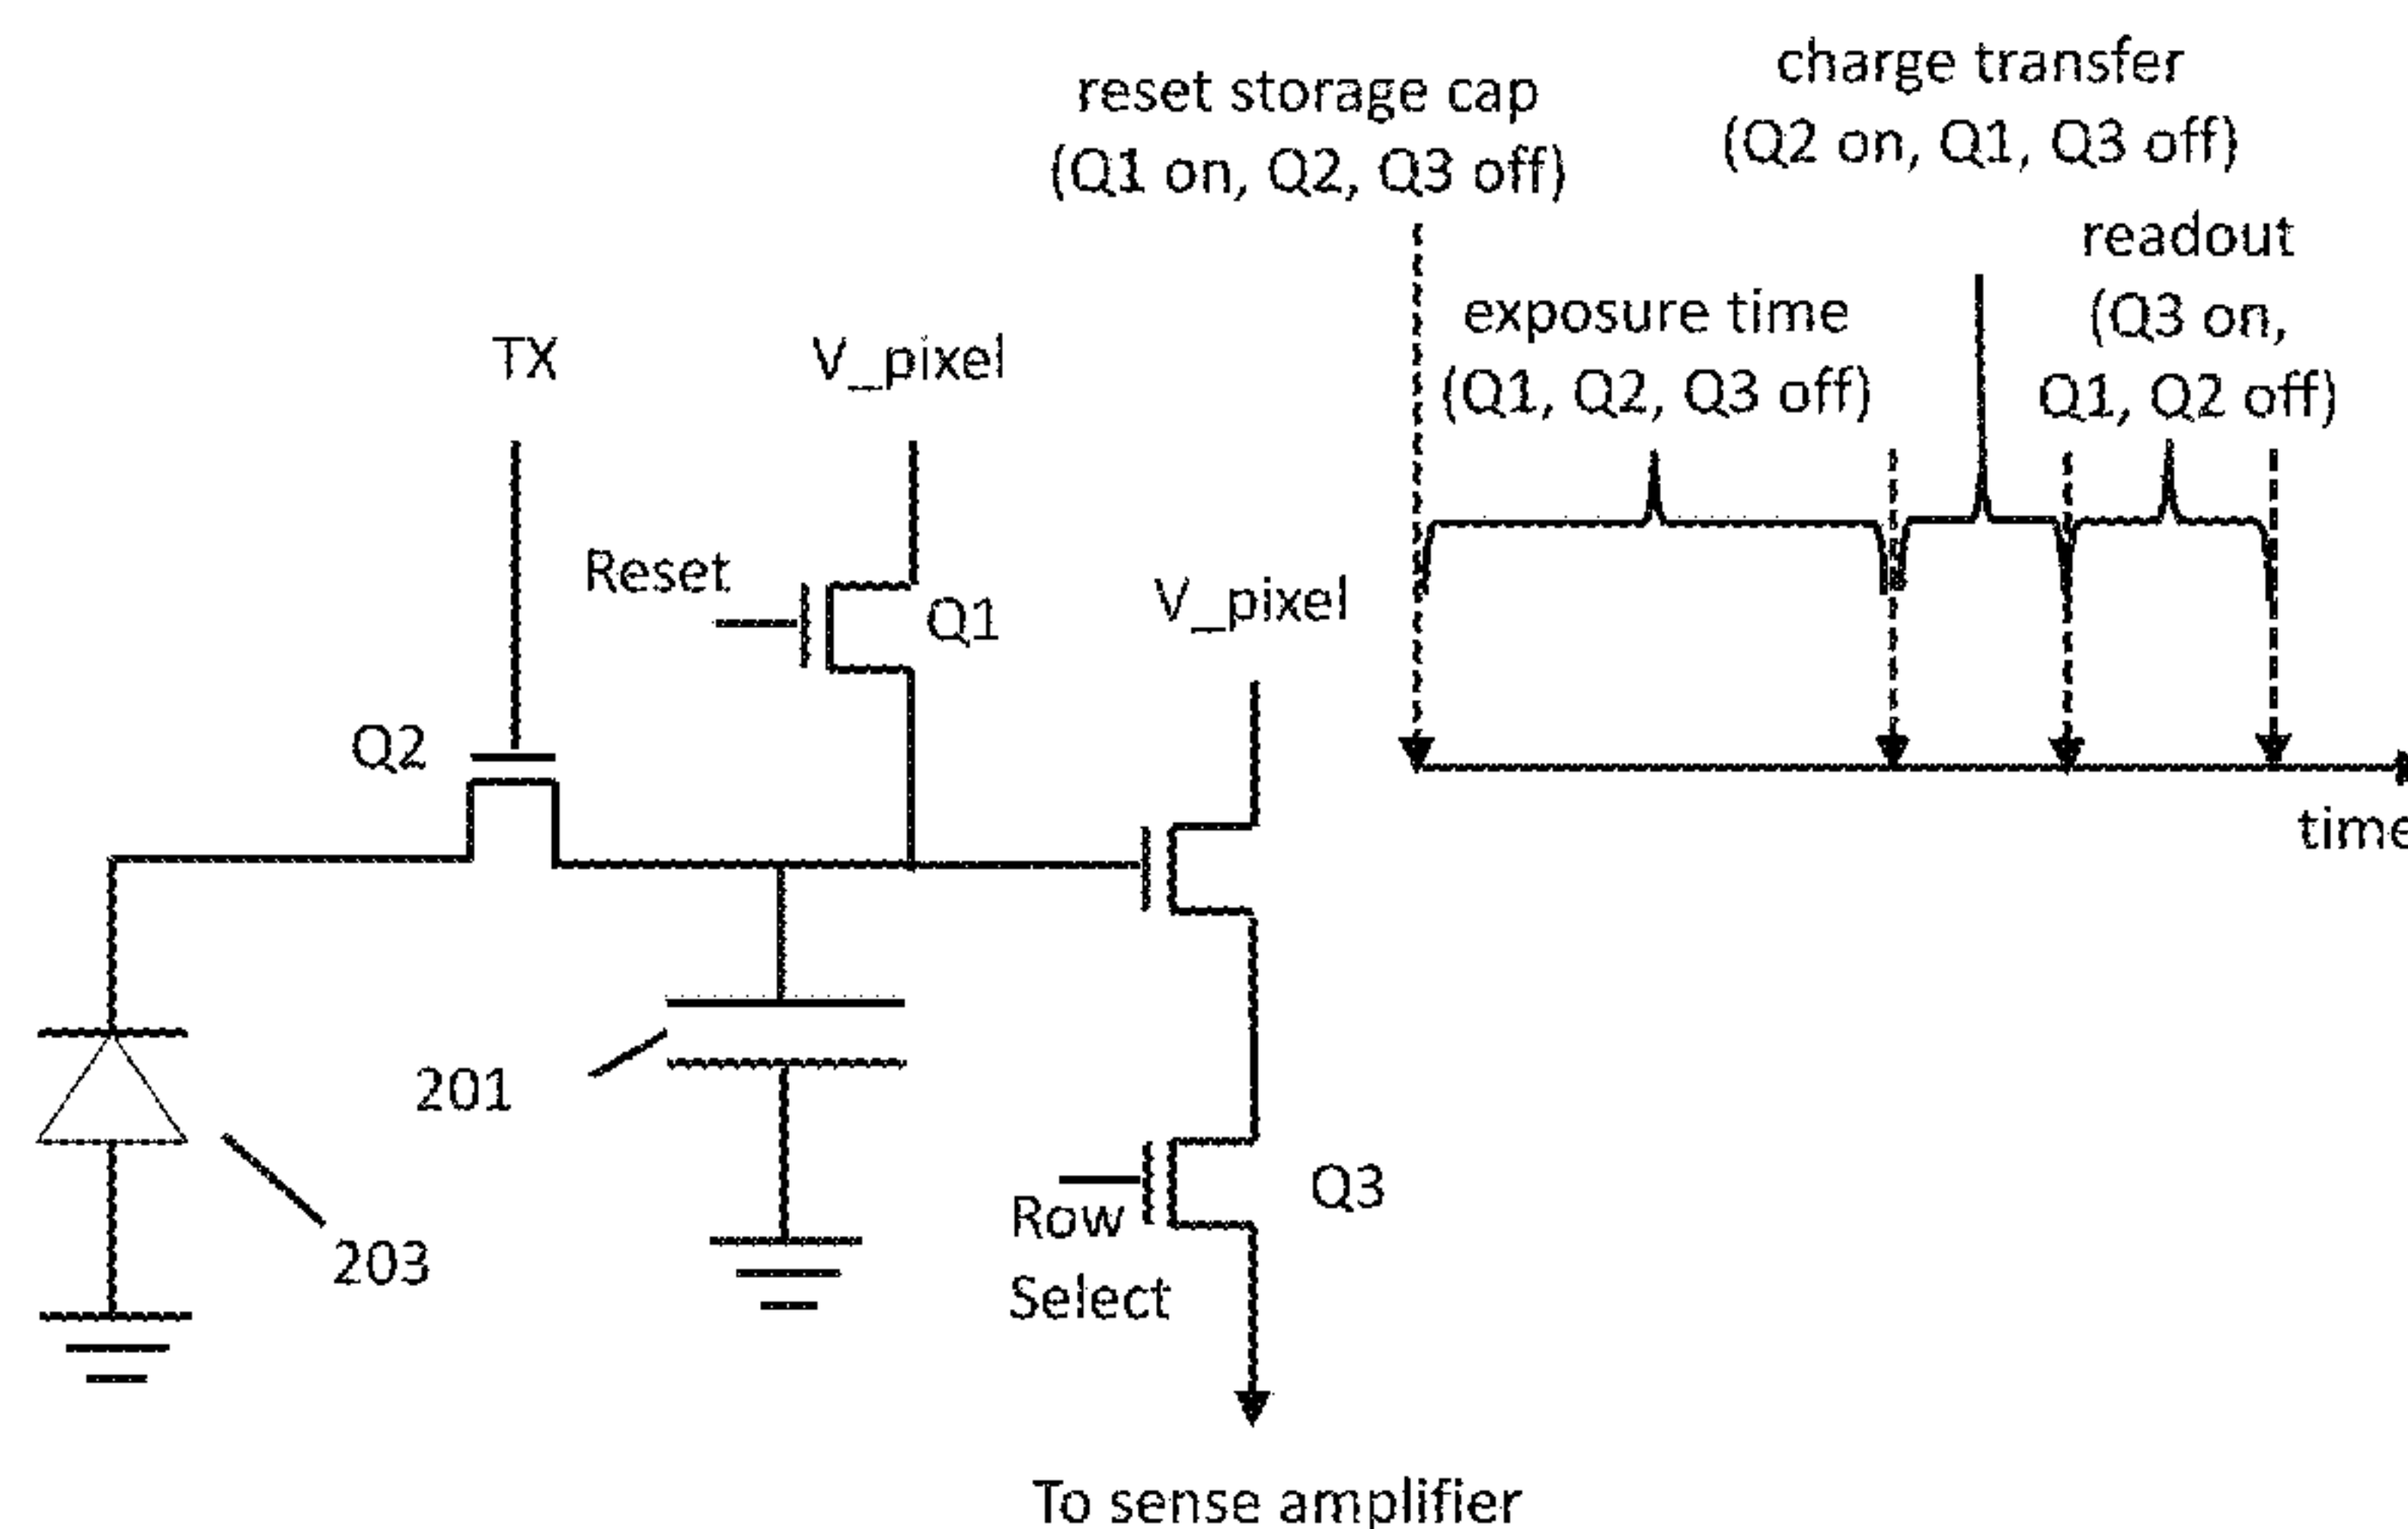 reset storage cap
(Q1 on, Q2, Q3 off)
charge transfer
(Q2 on, Q1, Q3 off)
readout
(Q3 on,
Q1, Q2 off)
exposure time
(Q1, Q2, Q3 off)
TX
V_pixel
Reset
Q1
V_pixel
Q2
time
201
203
Q3
Row
Select
To sense amplifier